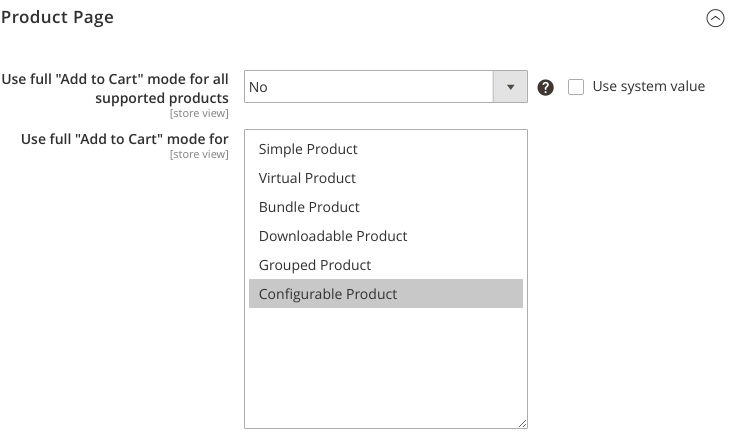 Product Page
Use full "Add to Cart" mode for all
supported products
[store view]
No
?
Use system value
Use full "Add to Cart" mode for
[store view]
Simple Product
Virtual Product
Bundle Product
Downloadable Product
Grouped Product
Configurable Product